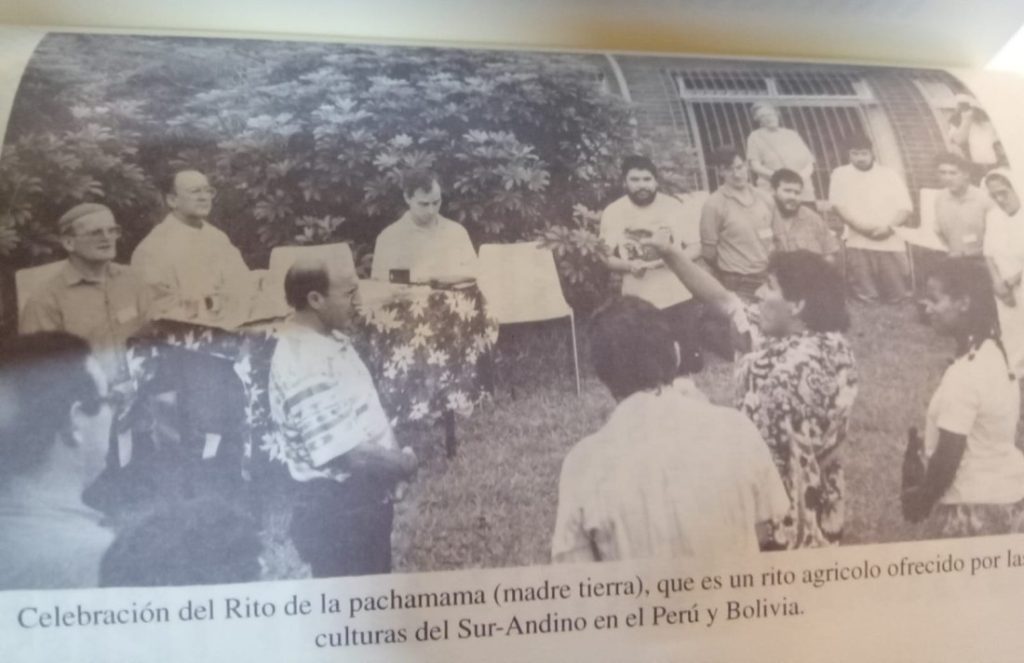 Celebración del Rito de la pachamama (madre tierra), que es un rito agricolo ofrecido por las
culturas del Sur-Andino en el Perú y Bolivia.